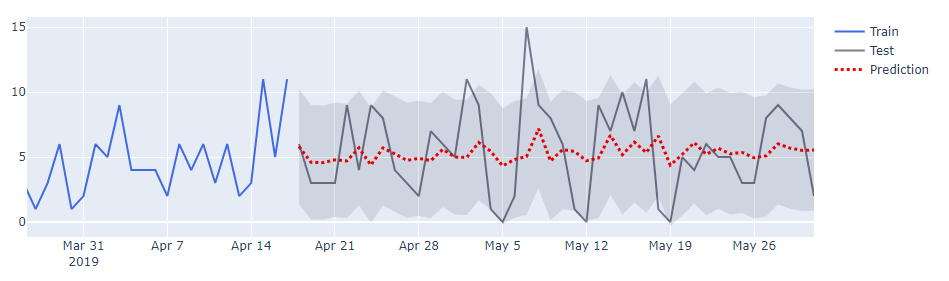 15
10
5
0
Mar 31
2019
Apr 7
Apr 14
Apr 21
Apr 28
May 5
May 12
May 19
May 26
Train
Test
Prediction